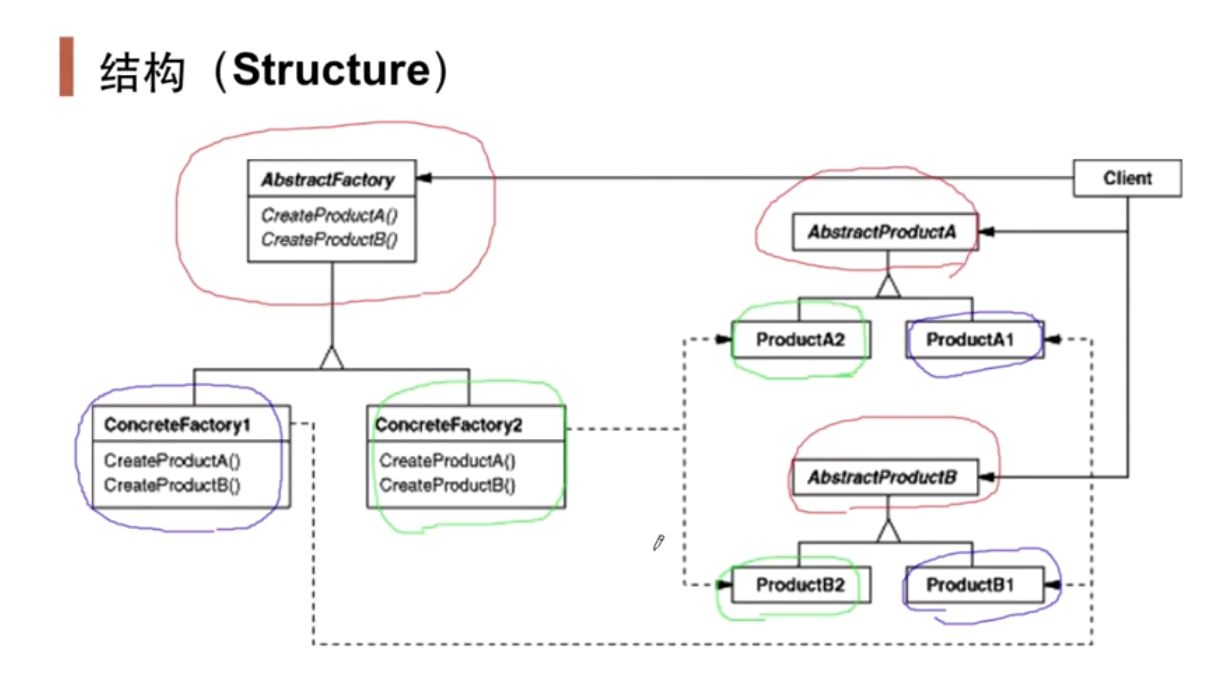 结构（Structure）
AbstractFactory
CreateProductA()
CreateProductB()
Client
AbstractProductA
ProductA2
ProductA1
ConcreteFactory1
CreateProductA()
CreateProductB()
ConcreteFactory2
CreateProductA()
CreateProductB()
AbstractProductB
ProductB2
ProductB1